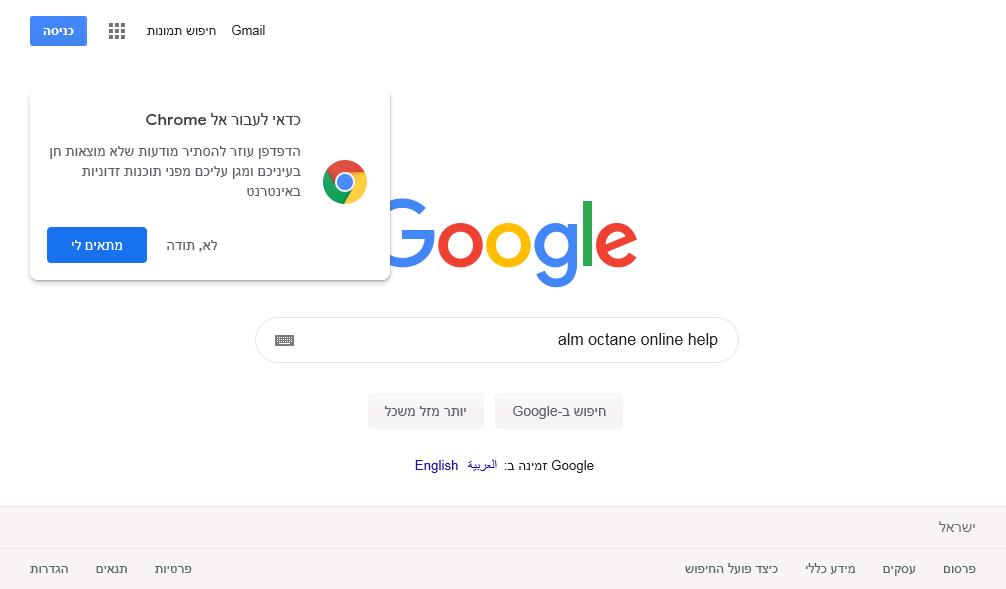 Gmail
חיפוש תמונות
כניסה
כדאי לעבור אל Chrome
הדפדפן עוזר להסתיר מודעות שלא מוצאות חן
בעיניכם ומגן עליכם מפני תוכנות זדוניות
באינטרנט
לא, תודה
מתאים לי
Google
alm octane online help
חיפוש ב-Google
יותר מזל משכל
Google זמינה ב: العربية English
ישראל
פרסום עסקים מידע כללי כיצד פועל החיפוש פרטיות תנאים הגדרות